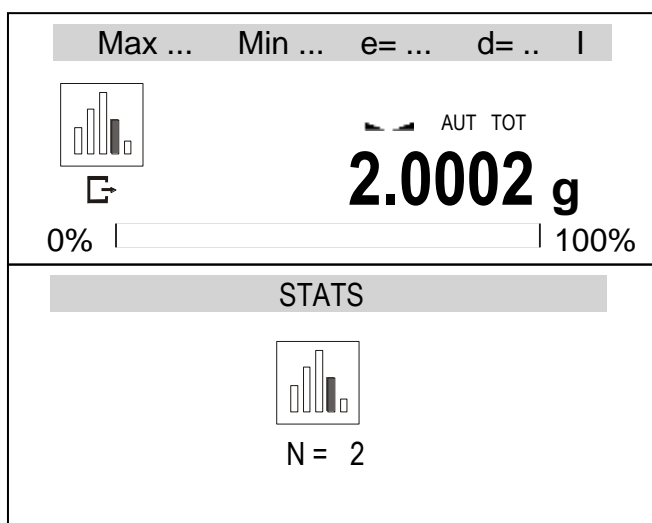 Max ... Min ... e= ... d= .. I
AUT TOT
2.0002 g
0% 100%
STATS
N = 2